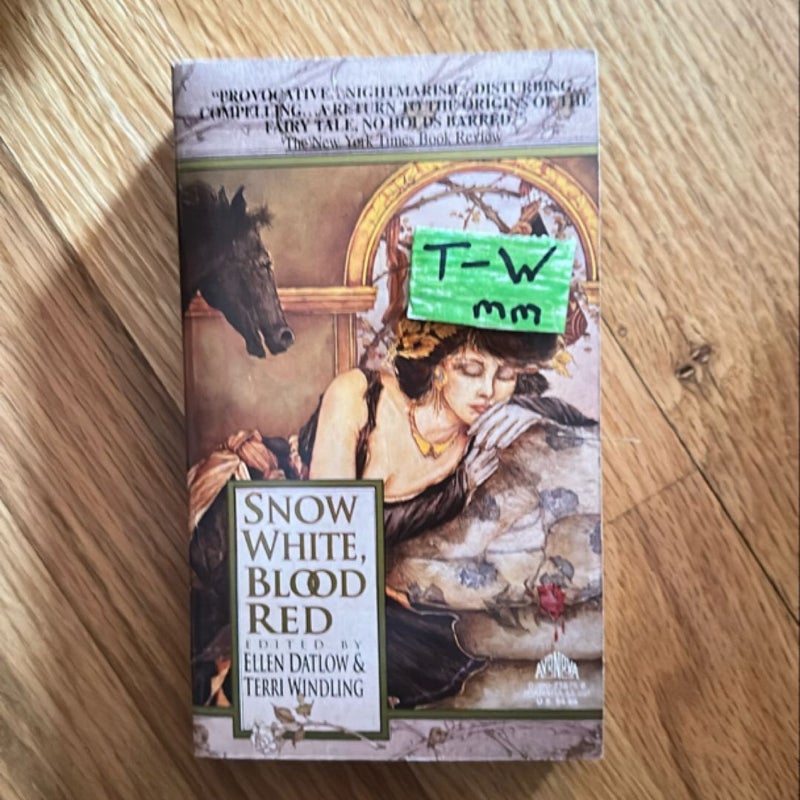 "PROVOCATIVE...NIGHTMARISH...DISTURBING...
COMPELLING...A RETURN TO THE ORIGINS OF THE
FAIRY TALE, NO HOLDS BARRED."
The New York Times Book Review
T-W
mm
SNOW
WHITE,
BLOOD
RED
EDITED BY
ELLEN DATLOW &
TERRI WINDLING
AVONOVA